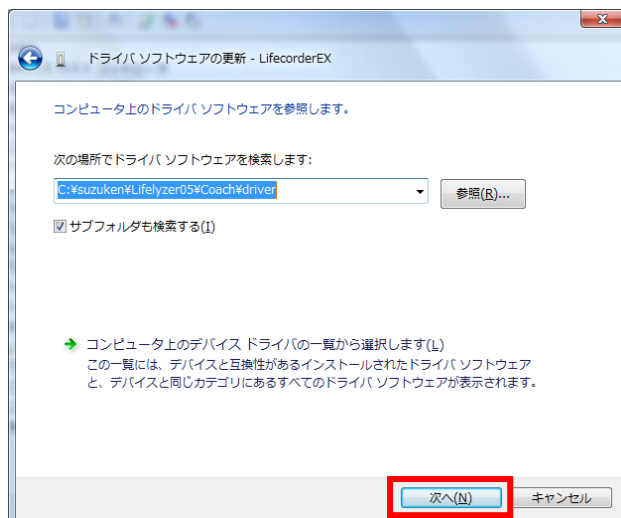 ドライバ ソフトウェアの更新 - LifecorderEX
コンピュータ上のドライバ ソフトウェアを参照します。
次の場所でドライバ ソフトウェアを検索します:
C:¥suzuken¥Lifelyzer05¥Coach¥driver
参照(R)...
サブフォルダも検索する(I)
コンピュータ上のデバイス ドライバの一覧から選択します(L)
この一覧には、デバイスと互換性があるインストールされたドライバ ソフトウェア
と、デバイスと同じカテゴリにあるすべてのドライバ ソフトウェアが表示されます。
次へ(N)
キャンセル